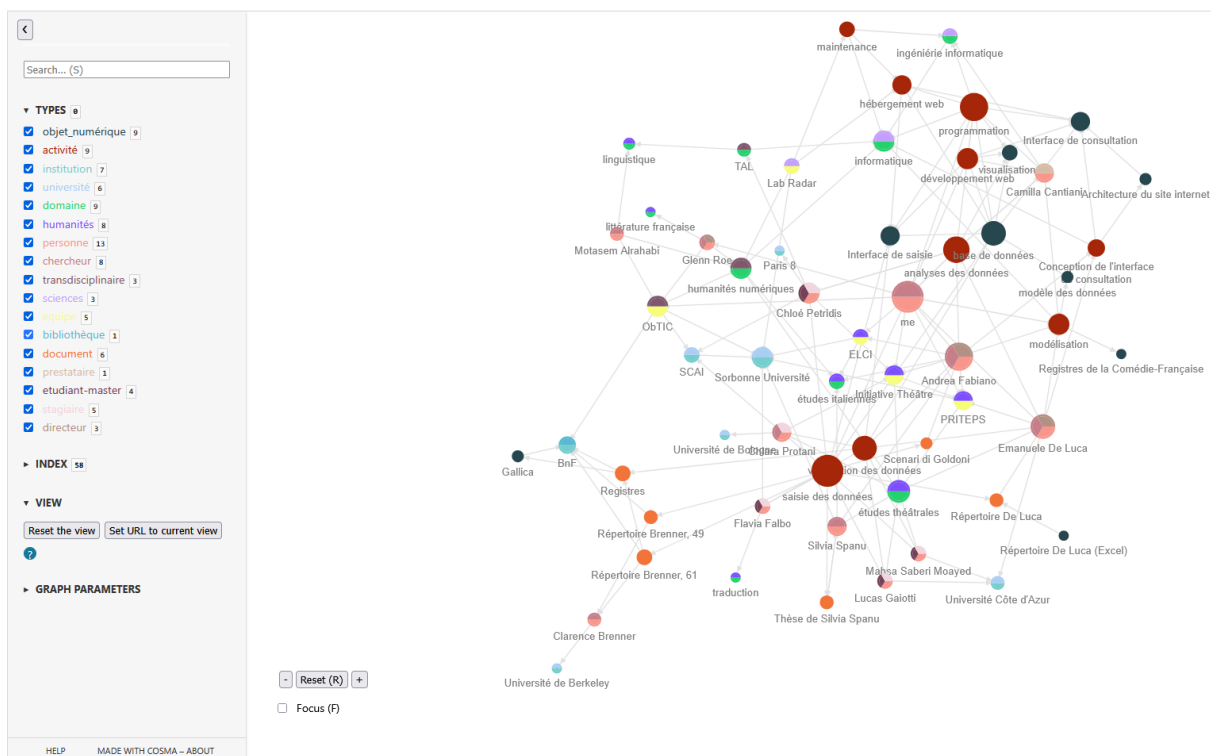 Search... (S)
TYPES 0
objet_numérique 9
activité 9
institution 7
université 6
domaine 9
humanités 8
personne 13
chercheur 8
transdisciplinaire 3
sciences 3
équipe 5
bibliothèque 1
document 6
prestataire 1
etudiant-master 4
stagiaire 5
directeur 3
INDEX 58
VIEW
Reset the view Set URL to current view
?
GRAPH PARAMETERS
HELP MADE WITH COSMA – ABOUT
maintenance
ingéniérie informatique
hébergement web
programmation
Interface de consultation
linguistique
TAL
Lab Radar
informatique
visualisation
développement web
Camilla Cantiani
Architecture du site internet
littérature française
Motasem Alrahabi
Glenn Roe
Paris 8
Interface de saisie
base de données
analyses des données
Conception de l'interface
consultation
humanités numériques
modèle des données
Chloé Petridis
me
ObTIC
modélisation
ELCI
SCAI
Sorbonne Université
Andrea Fabiano
Registres de la Comédie-Française
études italiennes
Initiative Théâtre
PRITEPS
Université de Bologne
Chiara Protani
Scenari di Goldoni
Emanuele De Luca
BnF
Gallica
des données
saisie des données
Registres
études théâtrales
Répertoire De Luca
Flavia Falbo
Silvia Spanu
Répertoire Brenner, 49
Répertoire De Luca (Excel)
Mahsa Saberi Moayed
Répertoire Brenner, 61
traduction
Lucas Gaiotti
Université Côte d'Azur
Thèse de Silvia Spanu
Clarence Brenner
Université de Berkeley
- Reset (R) +
Focus (F)